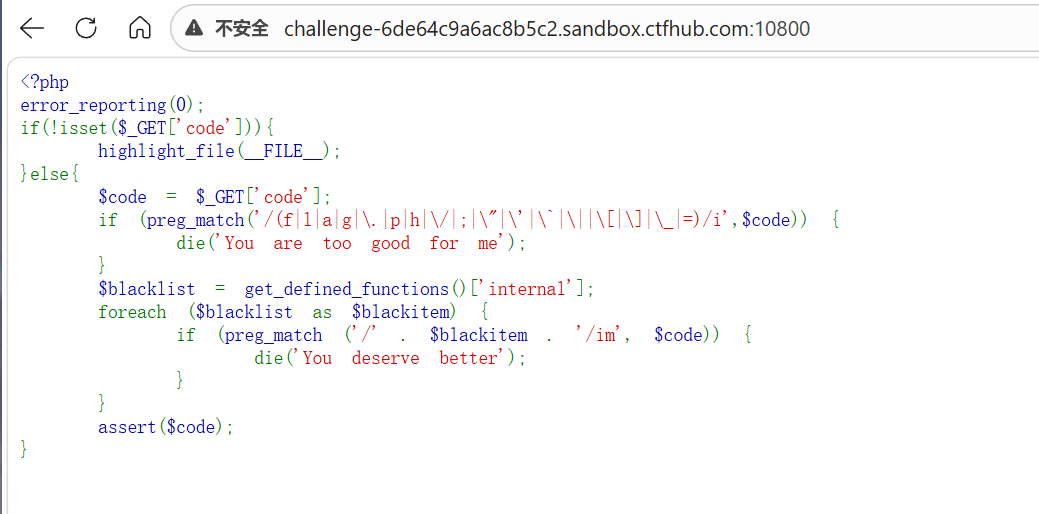 不安全 challenge-6de64c9a6ac8b5c2.sandbox.ctfhub.com:10800
<?php
error_reporting(0);
if(!isset($_GET['code'])){
highlight_file(__FILE__);
}else{
$code = $_GET['code'];
if (preg_match('/(f|l|a|g|\.|p|h|\/|;|\"|\'|\`|\||\[|\]|\_|=)/i',$code)) {
die('You are too good for me');
}
$blacklist = get_defined_functions()['internal'];
foreach ($blacklist as $blackitem) {
if (preg_match ('/' . $blackitem . '/im', $code)) {
die('You deserve better');
}
}
assert($code);
}